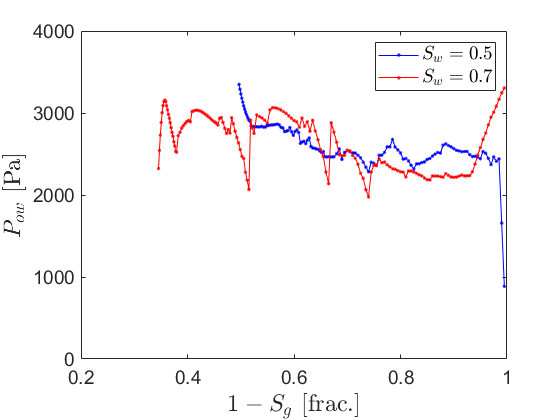 4000
3000
2000
1000
0
0.2
0.4
0.6
0.8
1
P_{ow} [Pa]
1 − S_g [frac.]
S_w = 0.5
S_w = 0.7